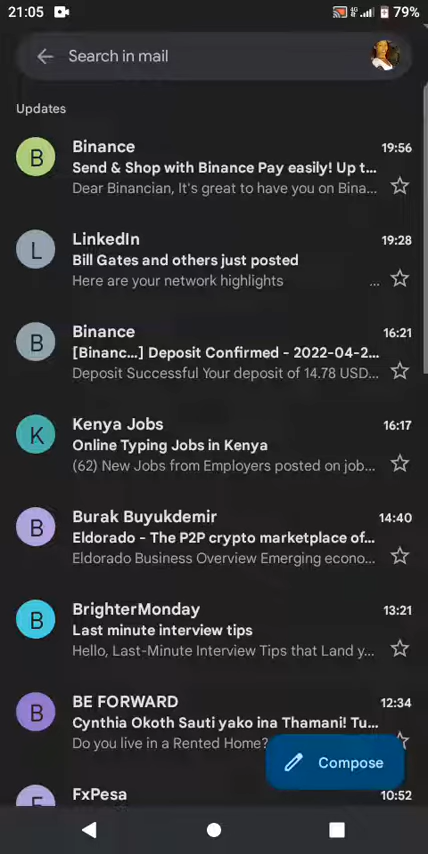 21:05
4G
79%
Search in mail
Updates
B
Binance
19:56
Send & Shop with Binance Pay easily! Up t...
Dear Binancian, It's great to have you on Bina...
L
LinkedIn
19:28
Bill Gates and others just posted
Here are your network highlights ...
B
Binance
16:21
[Binanc...] Deposit Confirmed - 2022-04-2...
Deposit Successful Your deposit of 14.78 USD...
K
Kenya Jobs
16:17
Online Typing Jobs in Kenya
(62) New Jobs from Employers posted on job...
B
Burak Buyukdemir
14:40
Eldorado - The P2P crypto marketplace of...
Eldorado Business Overview Emerging econo...
B
BrighterMonday
13:21
Last minute interview tips
Hello, Last-Minute Interview Tips that Land y...
B
BE FORWARD
12:34
Cynthia Okoth Sauti yako ina Thamani! Tu...
Do you live in a Rented Home?
Compose
F
FxPesa
10:52